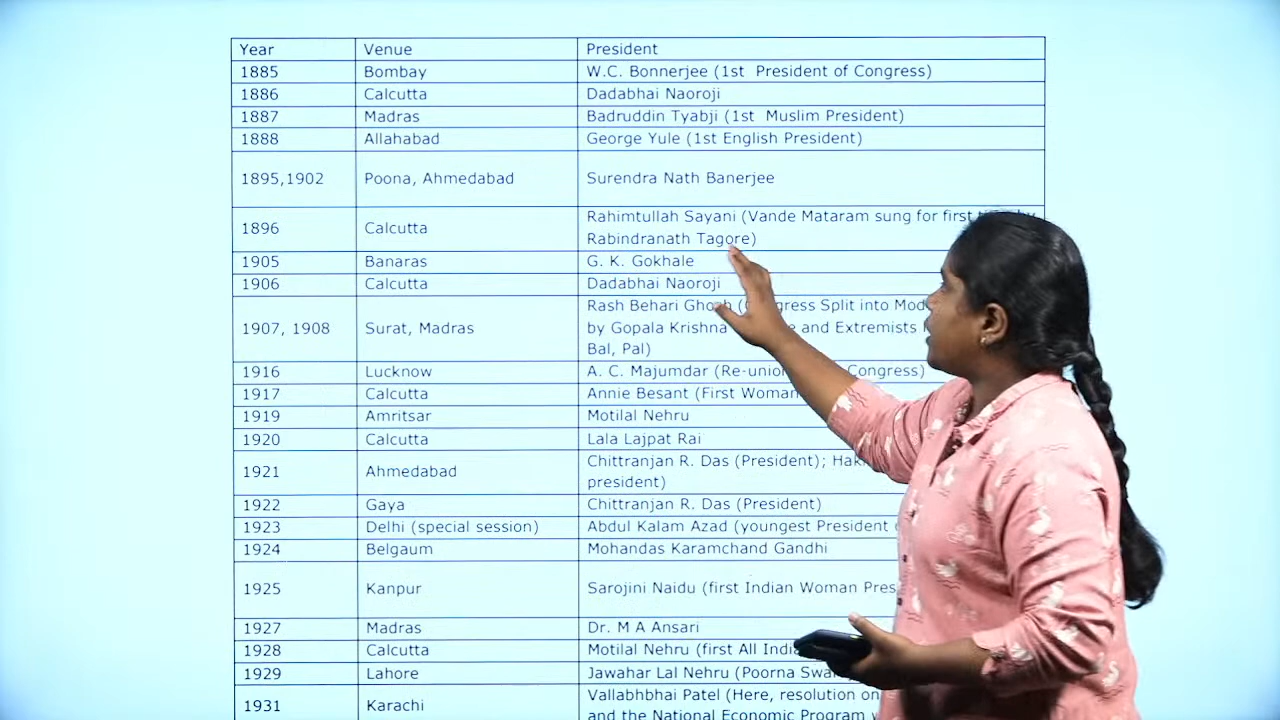 Year Venue President
1885 Bombay W.C. Bonnerjee (1st President of Congress)
1886 Calcutta Dadabhai Naoroji
1887 Madras Badruddin Tyabji (1st Muslim President)
1888 Allahabad George Yule (1st English President)
1895,1902 Poona, Ahmedabad Surendra Nath Banerjee
1896 Calcutta Rahimtullah Sayani (Vande Mataram sung for first
Rabindranath Tagore)
1905 Banaras G. K. Gokhale
1906 Calcutta Dadabhai Naoroji
1907, 1908 Surat, Madras Rash Behari Ghosh Split into
by Gopala Krishna and Extremists
Bal, Pal)
1916 Lucknow A. C. Majumdar Congress)
1917 Calcutta Annie Besant (First Woman
1919 Amritsar Motilal Nehru
1920 Calcutta Lala Lajpat Rai
1921 Ahmedabad Chittranjan R. Das (President);
president)
1922 Gaya Chittranjan R. Das (President)
1923 Delhi (special session) Abdul Kalam Azad (youngest President
1924 Belgaum Mohandas Karamchand Gandhi
1925 Kanpur Sarojini Naidu (first Indian Woman
1927 Madras Dr. M A Ansari
1928 Calcutta Motilal Nehru (first All
1929 Lahore Jawahar Lal Nehru (Poorna
1931 Karachi Vallabhbhai Patel (Here, resolution on
and the National Economic Program